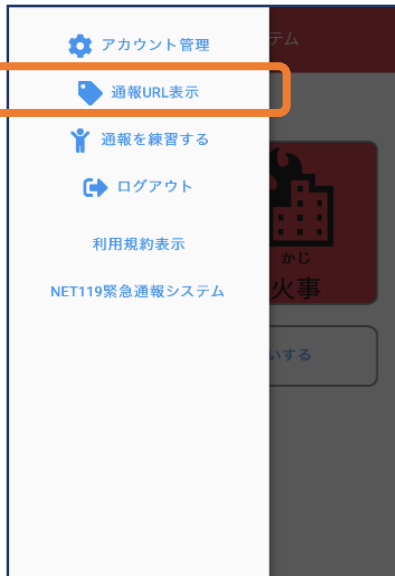 アカウント管理
テム
通報URL表示
通報を練習する
ログアウト
利用規約表示
かじ
火事
NET119緊急通報システム
いする